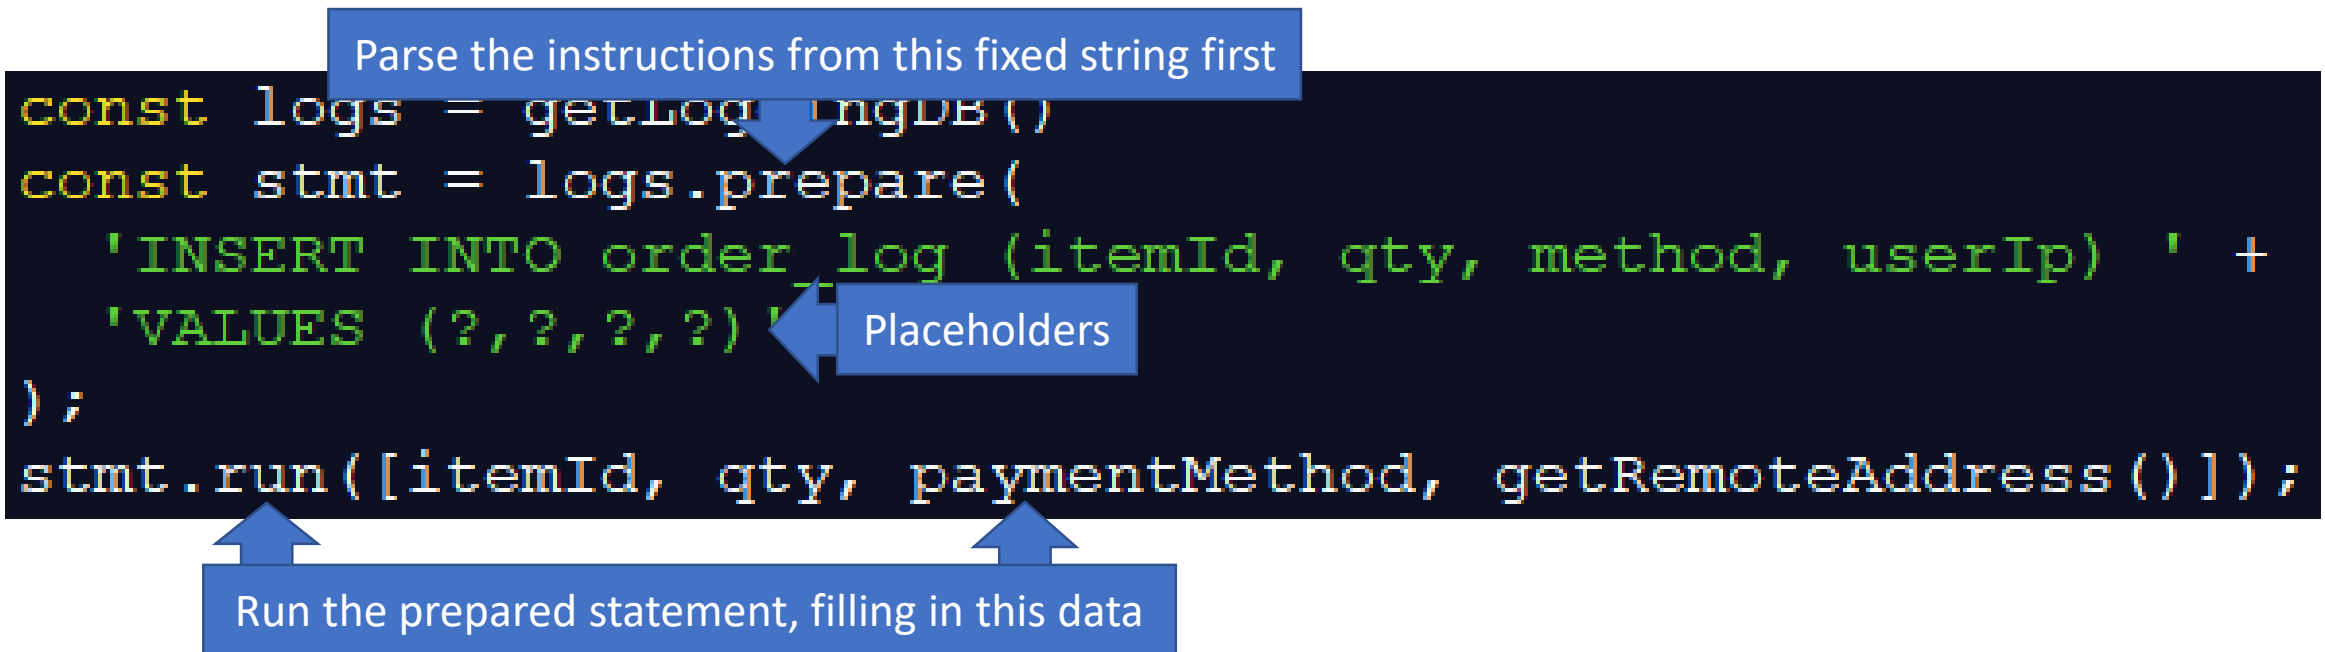 Parse the instructions from this fixed string first
const logs = getLoggingDB()
const stmt = logs.prepare(
'INSERT INTO order_log (itemId, qty, method, userIp) ' +
'VALUES (?,?,?,?)'
Placeholders
);
stmt.run([itemId, qty, paymentMethod, getRemoteAddress()]);
Run the prepared statement, filling in this data